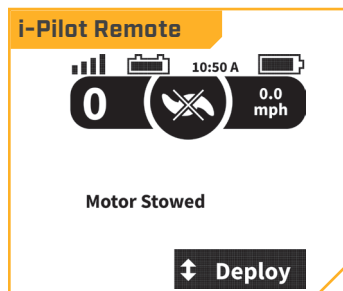 i-Pilot Remote
10:50 A
0
0.0
mph
Motor Stowed
Deploy